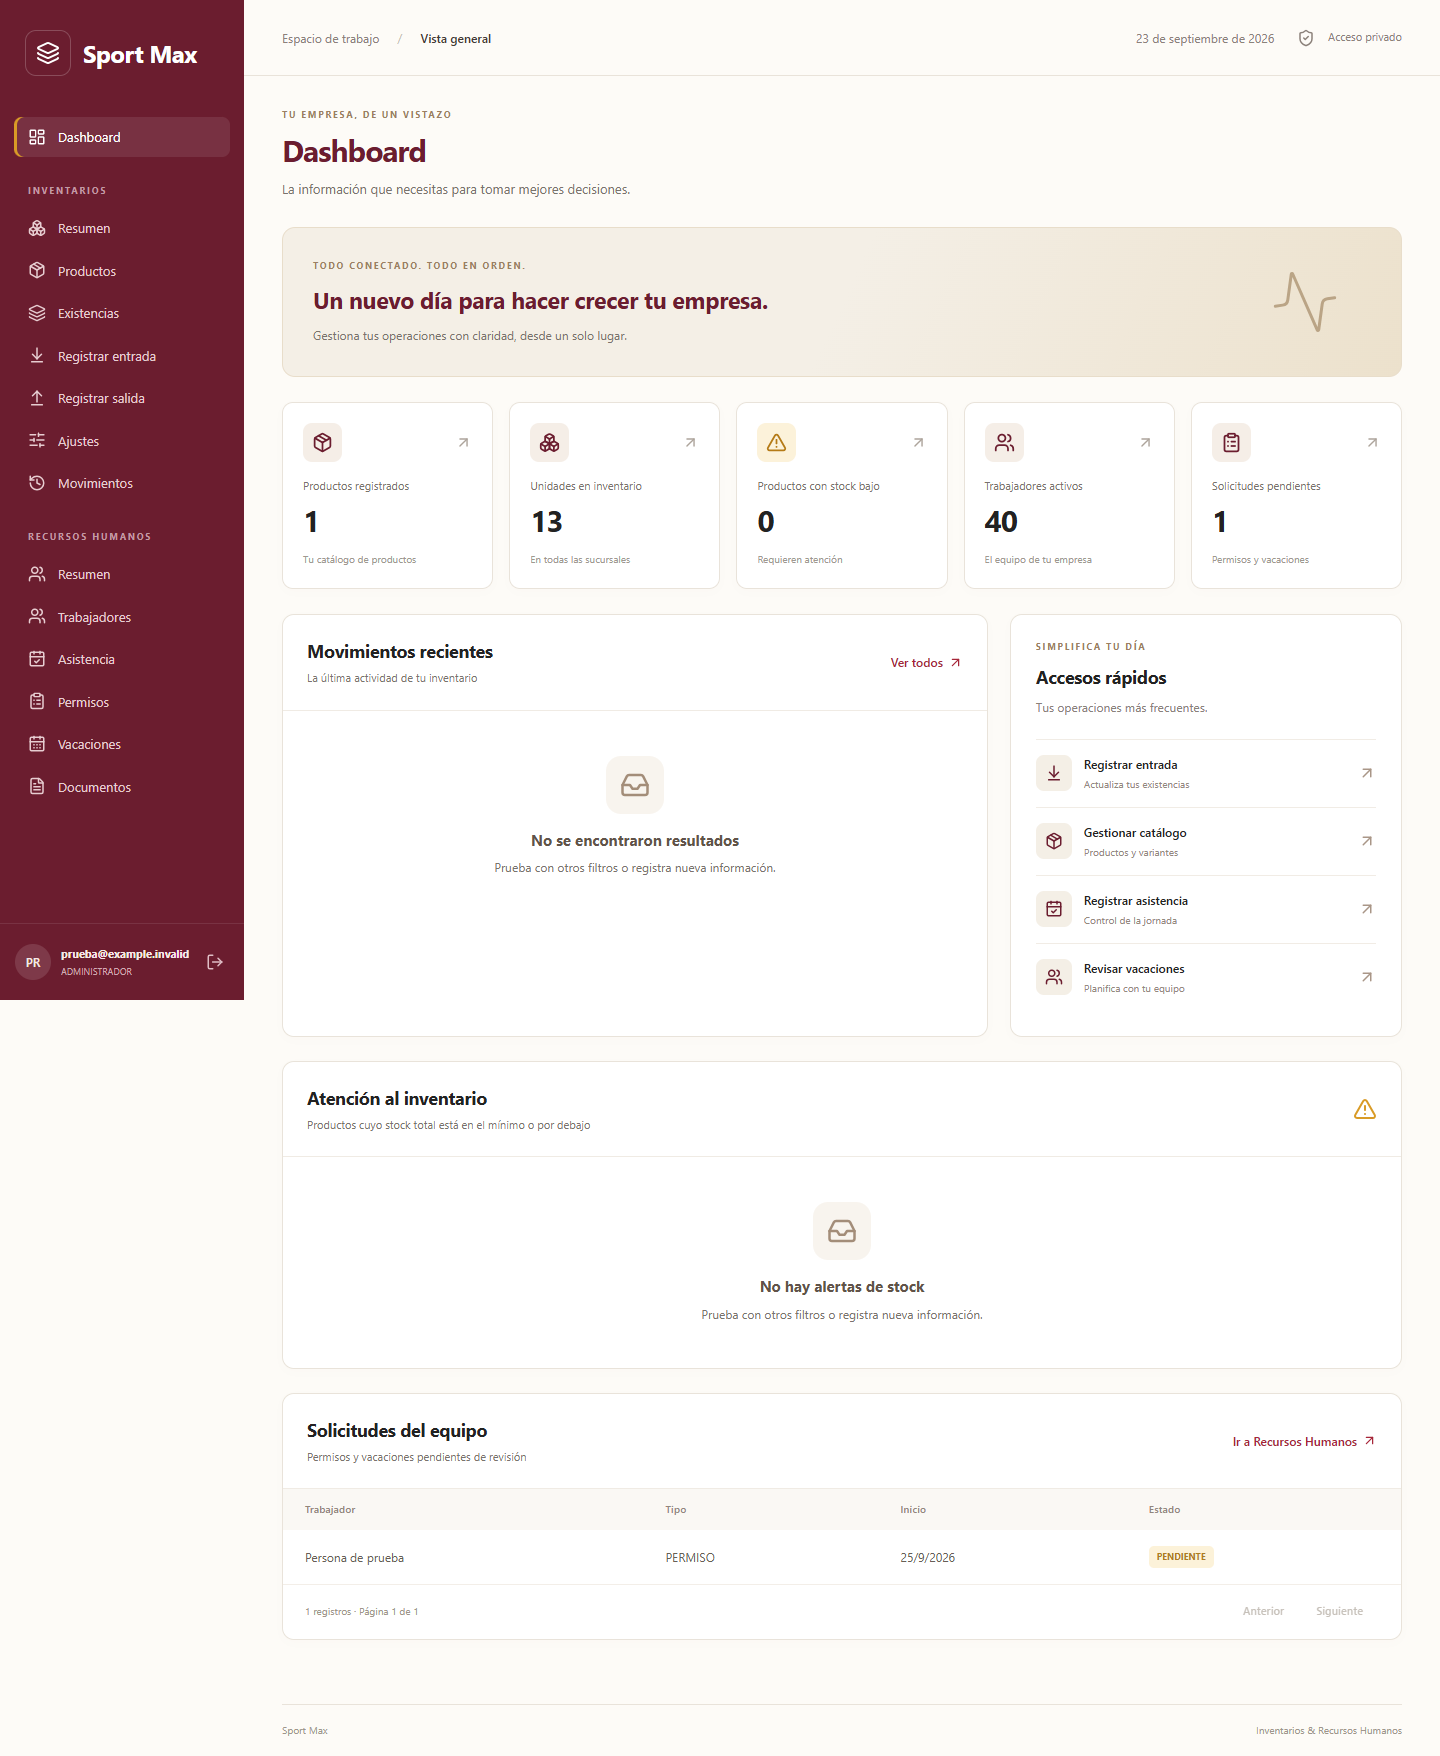 Sport Max
Dashboard
INVENTARIOS
Resumen
Productos
Existencias
Registrar entrada
Registrar salida
Ajustes
Movimientos
RECURSOS HUMANOS
Resumen
Trabajadores
Asistencia
Permisos
Vacaciones
Documentos
PR
prueba@example.invalid
ADMINISTRADOR
Espacio de trabajo / Vista general
23 de septiembre de 2026
Acceso privado
TU EMPRESA, DE UN VISTAZO
Dashboard
La información que necesitas para tomar mejores decisiones.
TODO CONECTADO. TODO EN ORDEN.
Un nuevo día para hacer crecer tu empresa.
Gestiona tus operaciones con claridad, desde un solo lugar.
Productos registrados
1
Tu catálogo de productos
Unidades en inventario
13
En todas las sucursales
Productos con stock bajo
0
Requieren atención
Trabajadores activos
40
El equipo de tu empresa
Solicitudes pendientes
1
Permisos y vacaciones
Movimientos recientes
La última actividad de tu inventario
Ver todos
No se encontraron resultados
Prueba con otros filtros o registra nueva información.
SIMPLIFICA TU DÍA
Accesos rápidos
Tus operaciones más frecuentes.
Registrar entrada
Actualiza tus existencias
Gestionar catálogo
Productos y variantes
Registrar asistencia
Control de la jornada
Revisar vacaciones
Planifica con tu equipo
Atención al inventario
Productos cuyo stock total está en el mínimo o por debajo
No hay alertas de stock
Prueba con otros filtros o registra nueva información.
Solicitudes del equipo
Permisos y vacaciones pendientes de revisión
Ir a Recursos Humanos
Trabajador Tipo Inicio Estado
Persona de prueba PERMISO 25/9/2026 PENDIENTE
1 registros · Página 1 de 1
Anterior Siguiente
Sport Max
Inventarios & Recursos Humanos